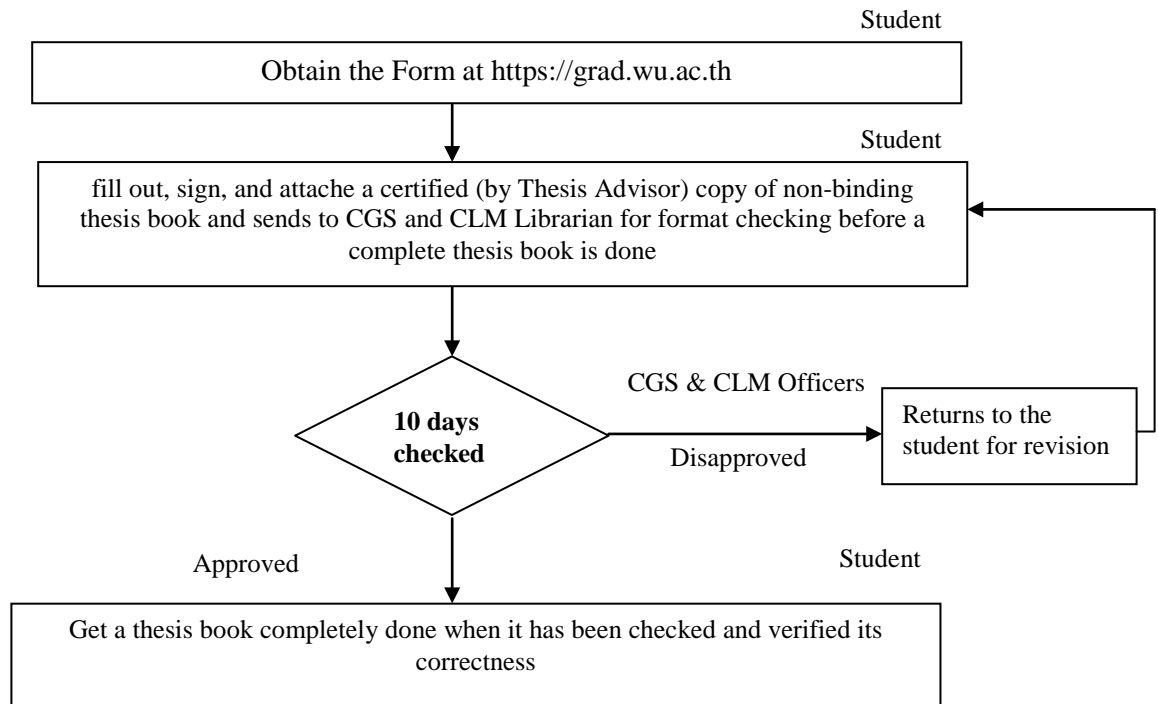 Student
Obtain the Form at https://grad.wu.ac.th
Student
fill out, sign, and attache a certified (by Thesis Advisor) copy of non-binding
thesis book and sends to CGS and CLM Librarian for format checking before a
complete thesis book is done
10 days
checked
CGS & CLM Officers
Disapproved
Returns to the
student for revision
Approved
Student
Get a thesis book completely done when it has been checked and verified its
correctness